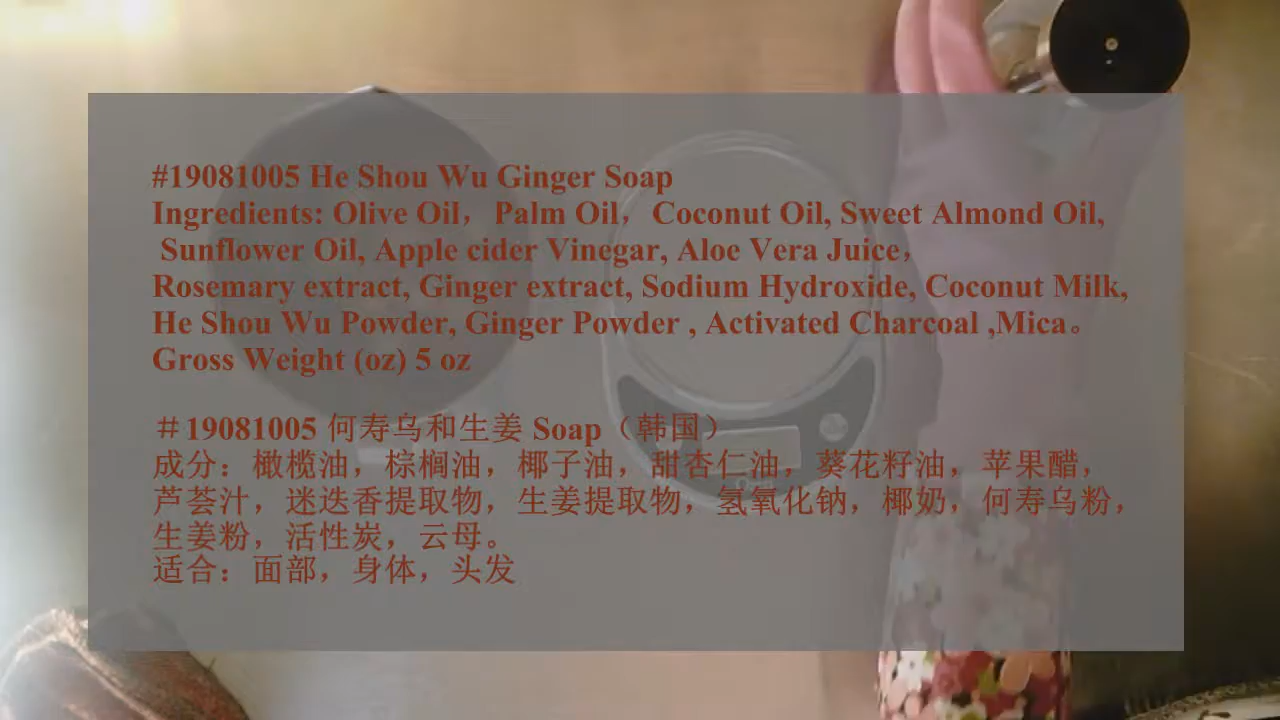 #19081005 He Shou Wu Ginger Soap
Ingredients: Olive Oil，Palm Oil，Coconut Oil, Sweet Almond Oil,
Sunflower Oil, Apple cider Vinegar, Aloe Vera Juice，
Rosemary extract, Ginger extract, Sodium Hydroxide, Coconut Milk,
He Shou Wu Powder, Ginger Powder , Activated Charcoal ,Mica。
Gross Weight (oz) 5 oz
＃19081005 何寿乌和生姜 Soap（韩国）
成分：橄榄油，棕榈油，椰子油，甜杏仁油，葵花籽油，苹果醋，
芦荟汁，迷迭香提取物，生姜提取物，氢氧化钠，椰奶，何寿乌粉，
生姜粉，活性炭，云母。
适合：面部，身体，头发